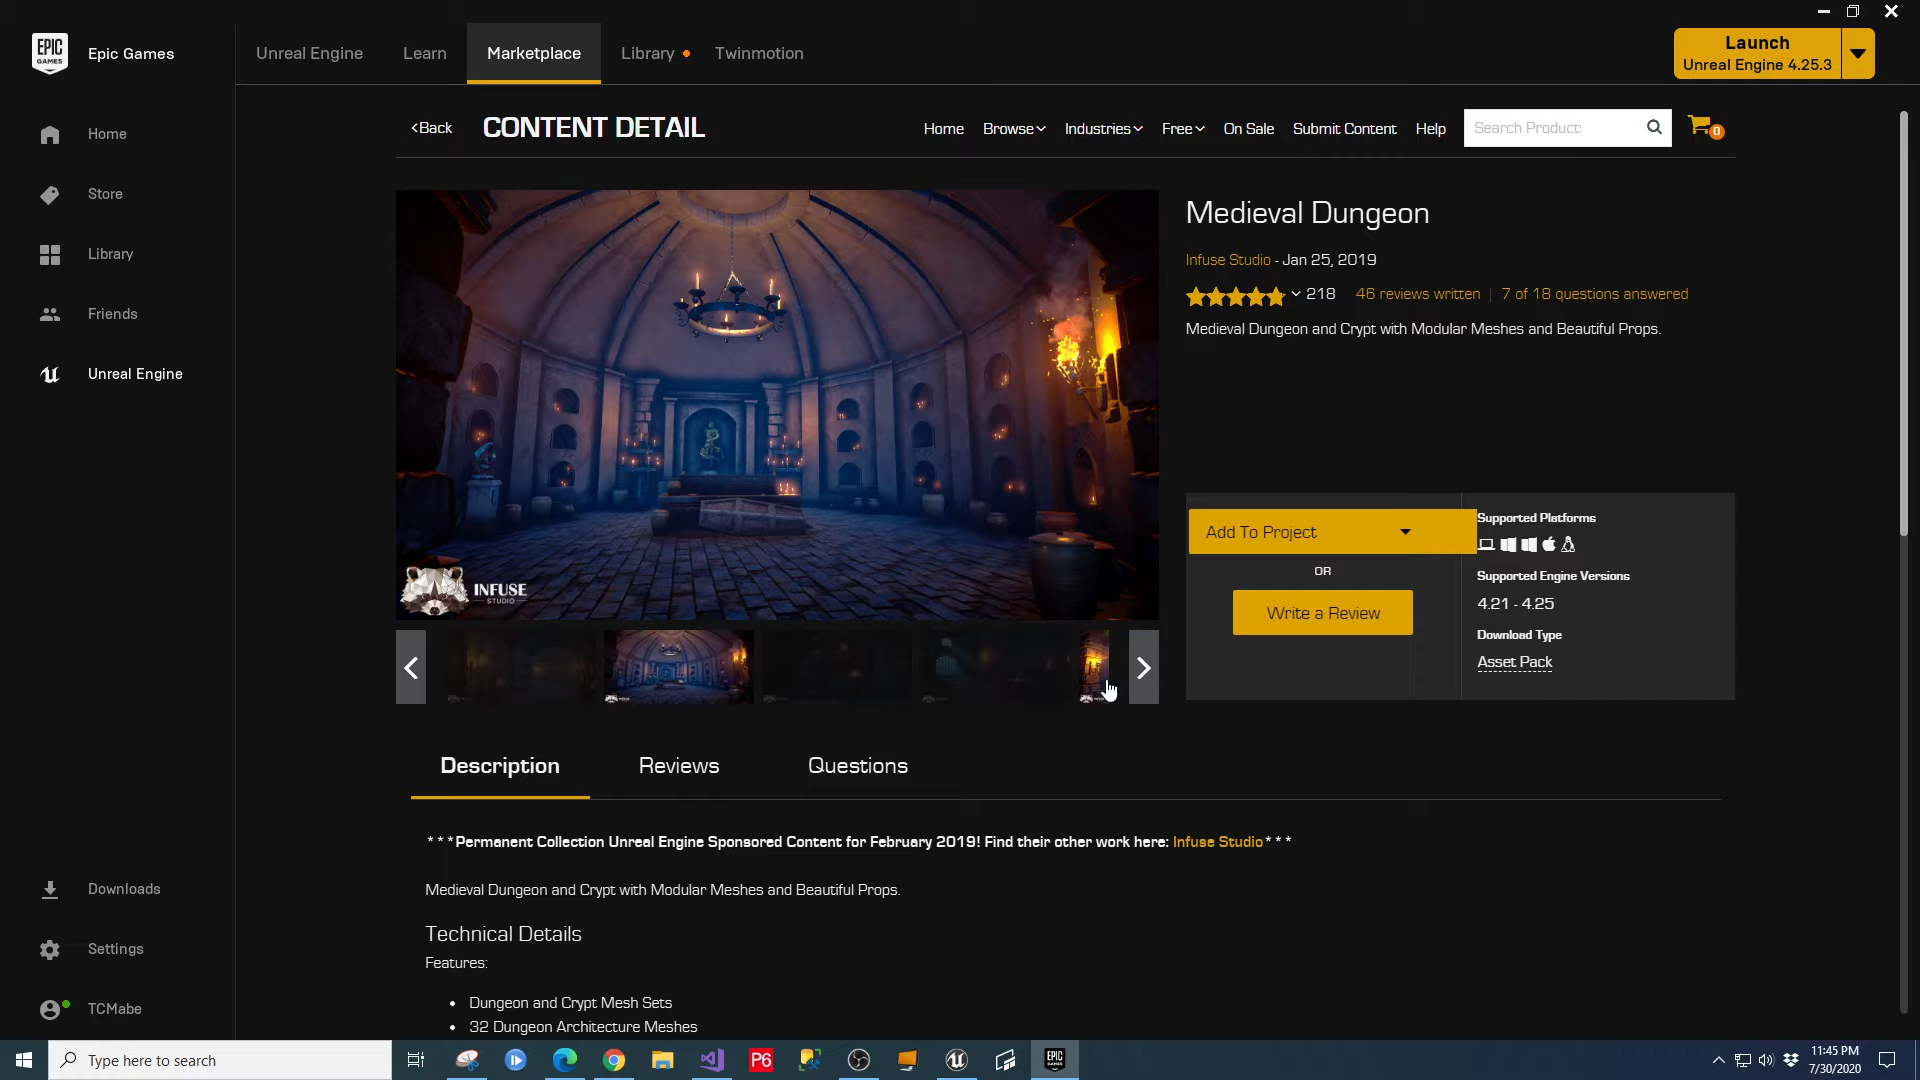 EPIC GAMES
Epic Games
Unreal Engine
Learn
Marketplace
Library
Twinmotion
Launch
Unreal Engine 4.25.3
Home
Store
Library
Friends
Unreal Engine
Downloads
Settings
TCMabe
<Back
CONTENT DETAIL
Home
Browse
Industries
Free
On Sale
Submit Content
Help
Search Product:
0
INFUSE
STUDIO
Medieval Dungeon
Infuse Studio - Jan 25, 2019
218
46 reviews written
7 of 18 questions answered
Medieval Dungeon and Crypt with Modular Meshes and Beautiful Props.
Add To Project
OR
Write a Review
Supported Platforms
Supported Engine Versions
4.21 - 4.25
Download Type
Asset Pack
Description
Reviews
Questions
***Permanent Collection Unreal Engine Sponsored Content for February 2019! Find their other work here: Infuse Studio***
Medieval Dungeon and Crypt with Modular Meshes and Beautiful Props.
Technical Details
Features:
• Dungeon and Crypt Mesh Sets
• 32 Dungeon Architecture Meshes
Type here to search
P6
EPIC GAMES
11:45 PM
7/30/2020